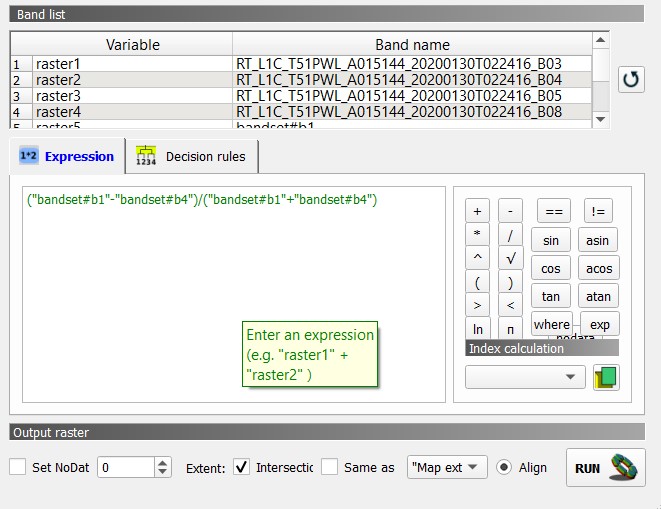 Band list
Variable Band name
1 raster1 RT_L1C_T51PWL_A015144_20200130T022416_B03
2 raster2 RT_L1C_T51PWL_A015144_20200130T022416_B04
3 raster3 RT_L1C_T51PWL_A015144_20200130T022416_B05
4 raster4 RT_L1C_T51PWL_A015144_20200130T022416_B08
5 raster5 bandset#b1
1*2 Expression 1234 Decision rules
("bandset#b1"-"bandset#b4")/("bandset#b1"+"bandset#b4")
Enter an expression
(e.g. "raster1" +
"raster2" )
+ - == !=
* / sin asin
^ √ cos acos
( ) tan atan
< >
ln π where exp
nodata
Index calculation
Output raster
Set NoDat 0 Extent: Intersectic Same as "Map ext Align RUN